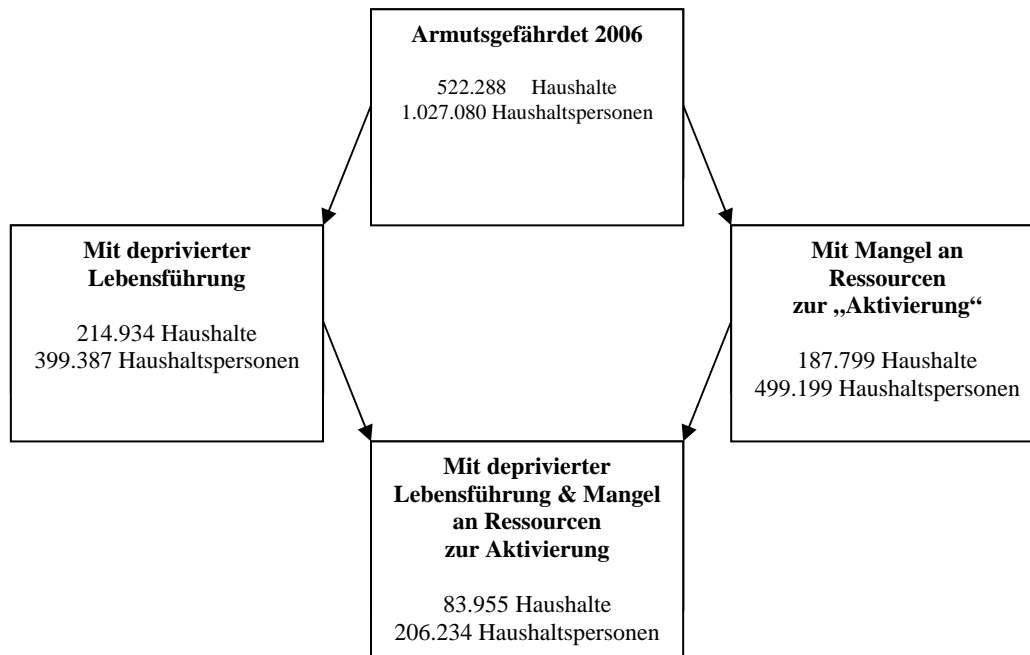 Armutsgefährdet 2006
522.288 Haushalte
1.027.080 Haushaltspersonen
Mit deprivierter
Lebensführung
214.934 Haushalte
399.387 Haushaltspersonen
Mit Mangel an
Ressourcen
zur „Aktivierung“
187.799 Haushalte
499.199 Haushaltspersonen
Mit deprivierter
Lebensführung & Mangel
an Ressourcen
zur Aktivierung
83.955 Haushalte
206.234 Haushaltspersonen